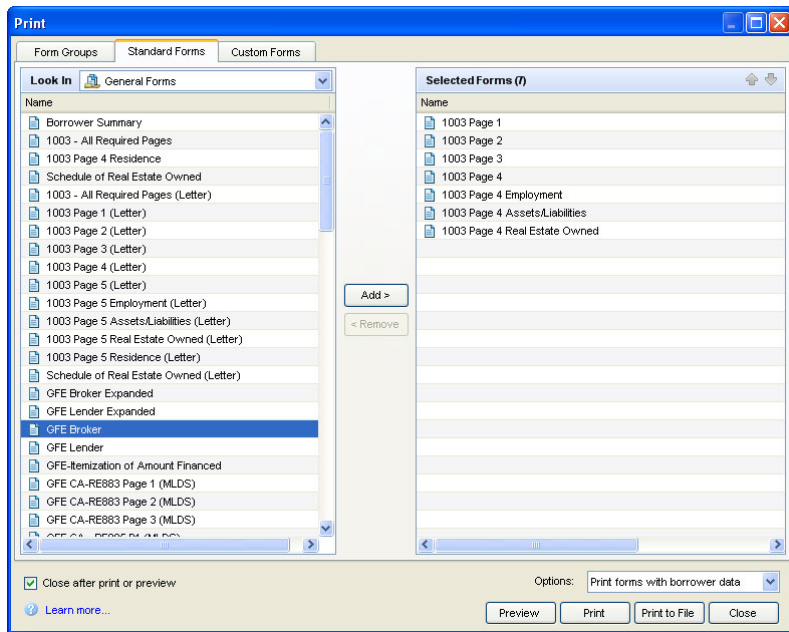 Print
Form Groups
Standard Forms
Custom Forms
Look In
General Forms
Name
Borrower Summary
1003 - All Required Pages
1003 Page 4 Residence
Schedule of Real Estate Owned
1003 - All Required Pages (Letter)
1003 Page 1 (Letter)
1003 Page 2 (Letter)
1003 Page 3 (Letter)
1003 Page 4 (Letter)
1003 Page 5 (Letter)
1003 Page 5 Employment (Letter)
1003 Page 5 Assets/Liabilities (Letter)
1003 Page 5 Real Estate Owned (Letter)
1003 Page 5 Residence (Letter)
Schedule of Real Estate Owned (Letter)
GFE Broker Expanded
GFE Lender Expanded
GFE Broker
GFE Lender
GFE-Itemization of Amount Financed
GFE CA-RE883 Page 1 (MLDS)
GFE CA-RE883 Page 2 (MLDS)
GFE CA-RE883 Page 3 (MLDS)
Add >
< Remove
Selected Forms (7)
Name
1003 Page 1
1003 Page 2
1003 Page 3
1003 Page 4
1003 Page 4 Employment
1003 Page 4 Assets/Liabilities
1003 Page 4 Real Estate Owned
Close after print or preview
Learn more...
Options: Print forms with borrower data
Preview
Print
Print to File
Close